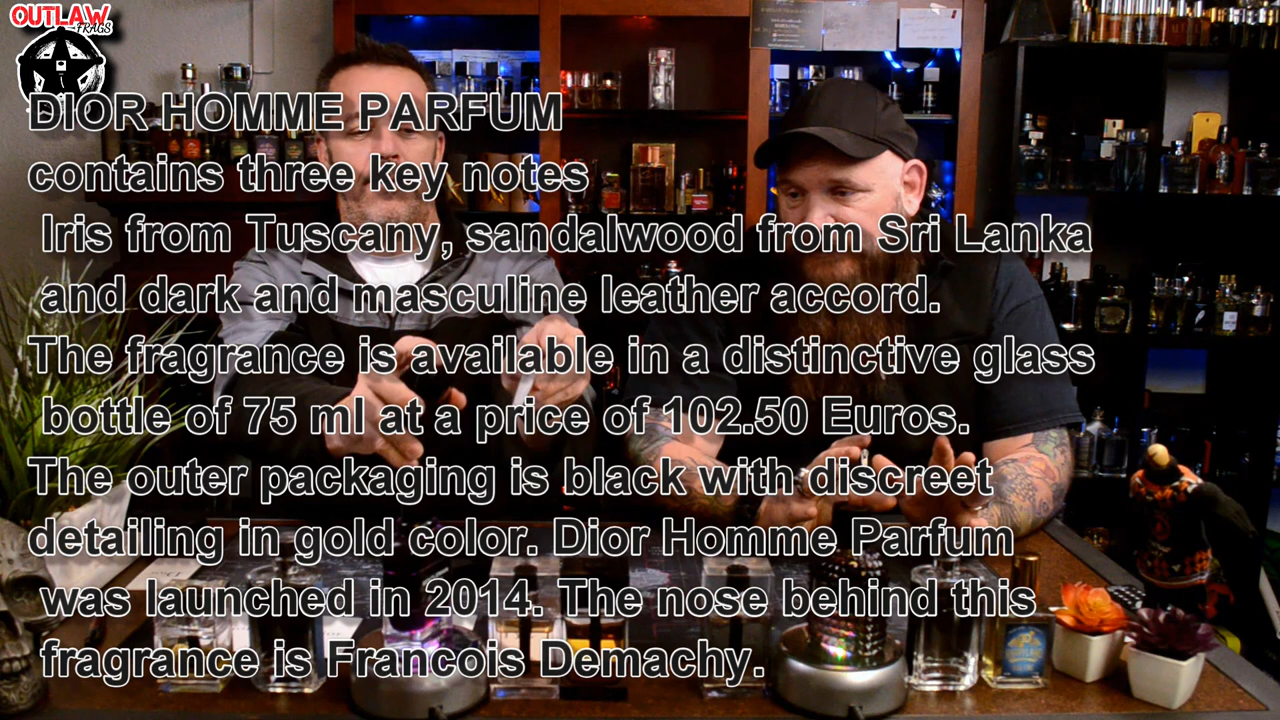 OUTLAW
FRAGS
DIOR HOMME PARFUM
contains three key notes
Iris from Tuscany, sandalwood from Sri Lanka
and dark and masculine leather accord.
The fragrance is available in a distinctive glass
bottle of 75 ml at a price of 102.50 Euros.
The outer packaging is black with discreet
detailing in gold color. Dior Homme Parfum
was launched in 2014. The nose behind this
fragrance is Francois Demachy.